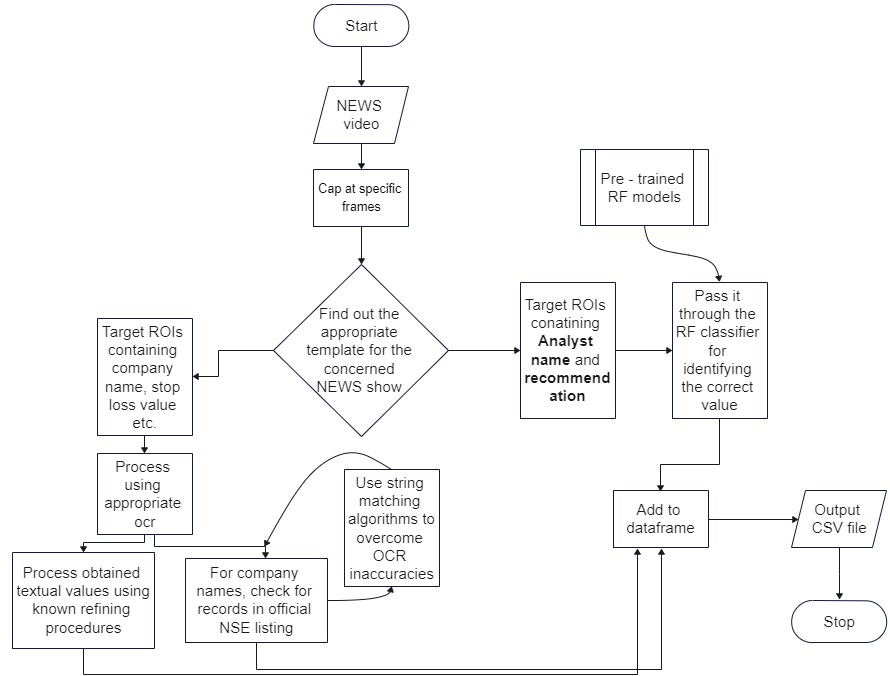 Start
NEWS
video
Cap at specific
frames
Pre - trained
RF models
Find out the
appropriate
template for the
concerned
NEWS show
Target ROIs
conatining
Analyst
name and
recommend
ation
Pass it
through the
RF classifier
for
identifying
the correct
value
Target ROIs
containing
company
name, stop
loss value
etc.
Process
using
appropriate
ocr
Use string
matching
algorithms to
overcome
OCR
inaccuracies
Process obtained
textual values using
known refining
procedures
For company
names, check for
records in official
NSE listing
Add to
dataframe
Output
CSV file
Stop